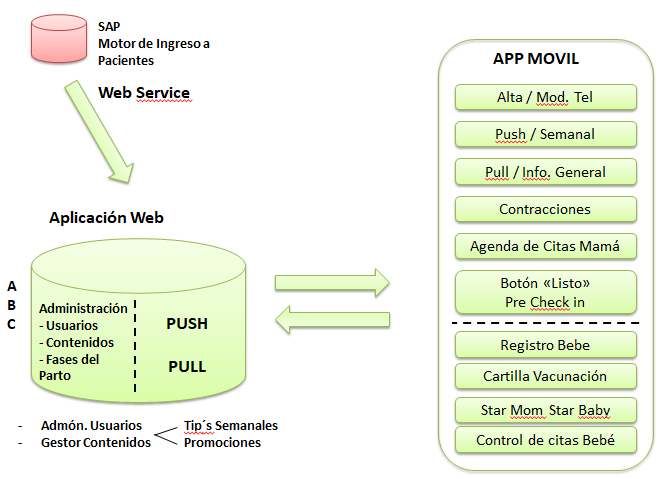 SAP
Motor de Ingreso a
Pacientes
Web Service
Aplicación Web
A
B
C
Administración
- Usuarios
- Contenidos
- Fases del
Parto
PUSH
PULL
- Admón. Usuarios
- Gestor Contenidos
Tip´s Semanales
Promociones
APP MOVIL
Alta / Mod. Tel
Push / Semanal
Pull / Info. General
Contracciones
Agenda de Citas Mamá
Botón «Listo»
Pre Check in
Registro Bebe
Cartilla Vacunación
Star Mom Star Baby
Control de citas Bebé